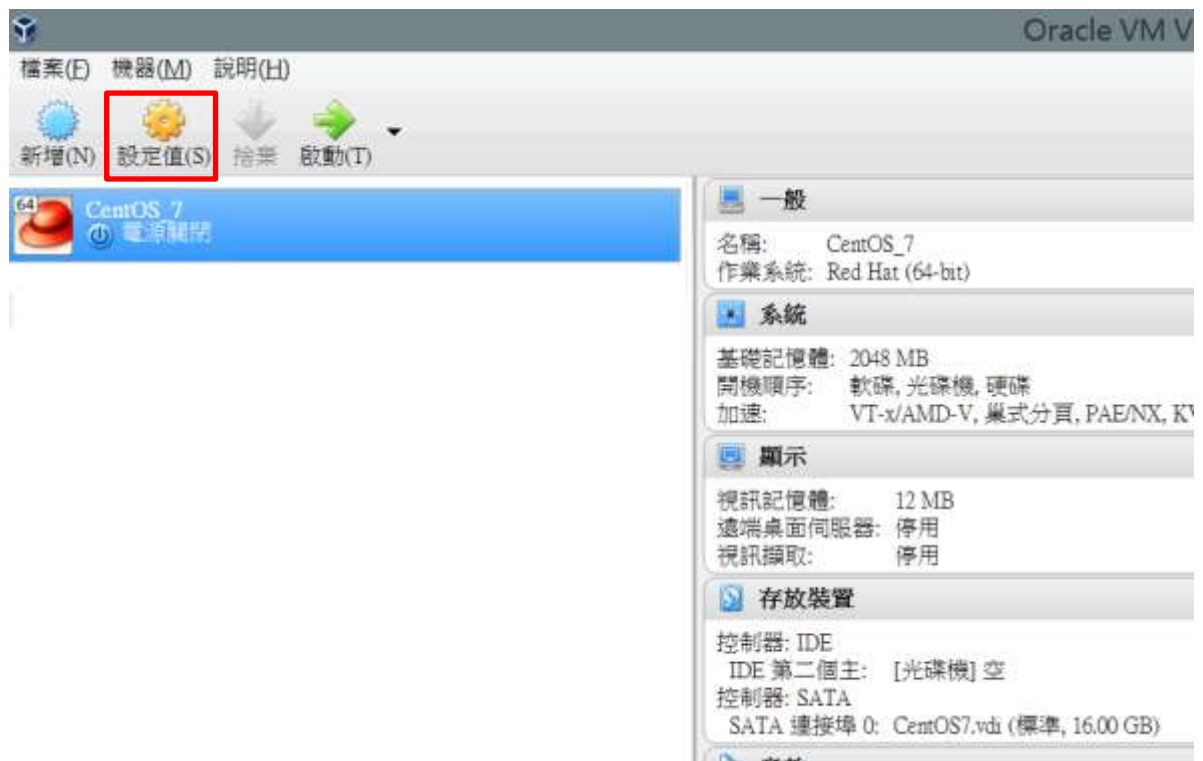 Oracle VM V
檔案(F) 機器(M) 說明(H)
新增(N) 設定值(S) 捨棄 啟動(T)
64
CentOS_7
電源關閉
一般
名稱: CentOS_7
作業系統: Red Hat (64-bit)
系統
基礎記憶體: 2048 MB
開機順序: 軟碟, 光碟機, 硬碟
加速: VT-x/AMD-V, 巢式分頁, PAE/NX, KV
顯示
視訊記憶體: 12 MB
遠端桌面伺服器: 停用
視訊擷取: 停用
存放裝置
控制器: IDE
IDE 第二個主: [光碟機] 空
控制器: SATA
SATA 連接埠 0: CentOS7.vdi (標準, 16.00 GB)